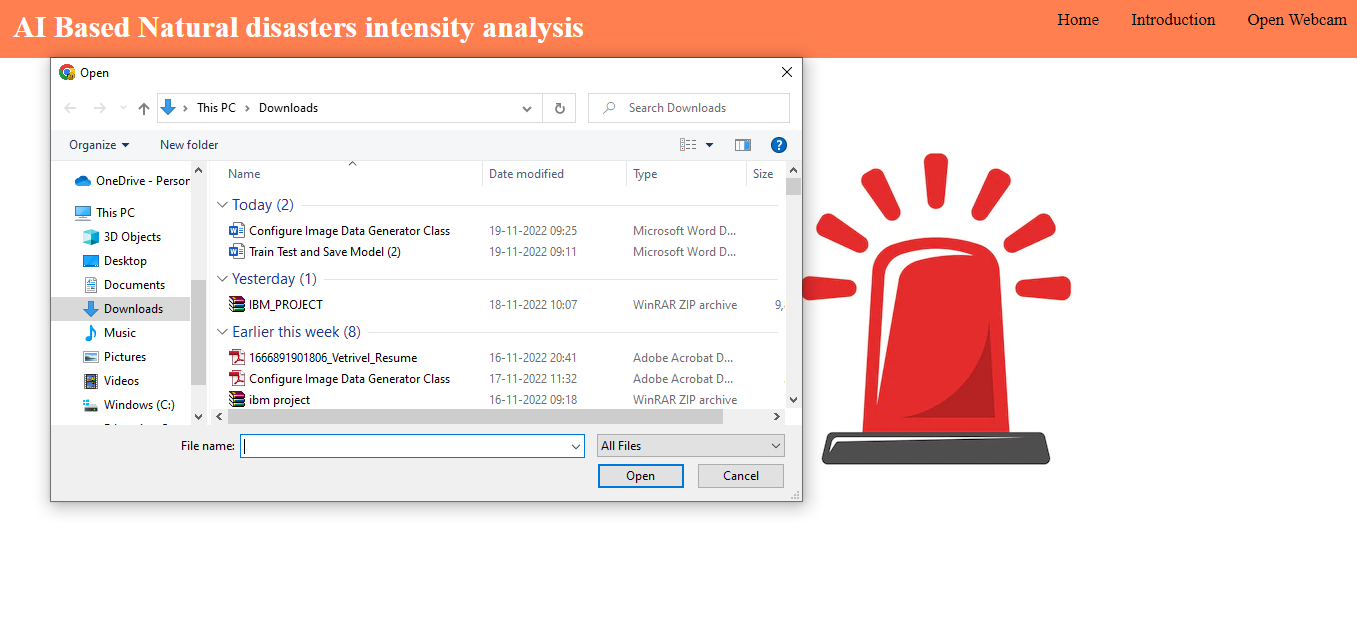 AI Based Natural disasters intensity analysis
Home Introduction Open Webcam
Open
This PC Downloads
Search Downloads
Organize New folder
?
Name Date modified Type Size
OneDrive - Person
This PC
3D Objects
Desktop
Documents
Downloads
Music
Pictures
Videos
Windows (C:)
Today (2)
Configure Image Data Generator Class 19-11-2022 09:25 Microsoft Word D...
Train Test and Save Model (2) 19-11-2022 09:11 Microsoft Word D...
Yesterday (1)
IBM_PROJECT 18-11-2022 10:07 WinRAR ZIP archive 9,
Earlier this week (8)
1666891901806_Vetrivel_Resume 16-11-2022 20:41 Adobe Acrobat D...
Configure Image Data Generator Class 17-11-2022 11:32 Adobe Acrobat D...
ibm project 16-11-2022 09:18 WinRAR ZIP archive
File name: All Files
Open Cancel